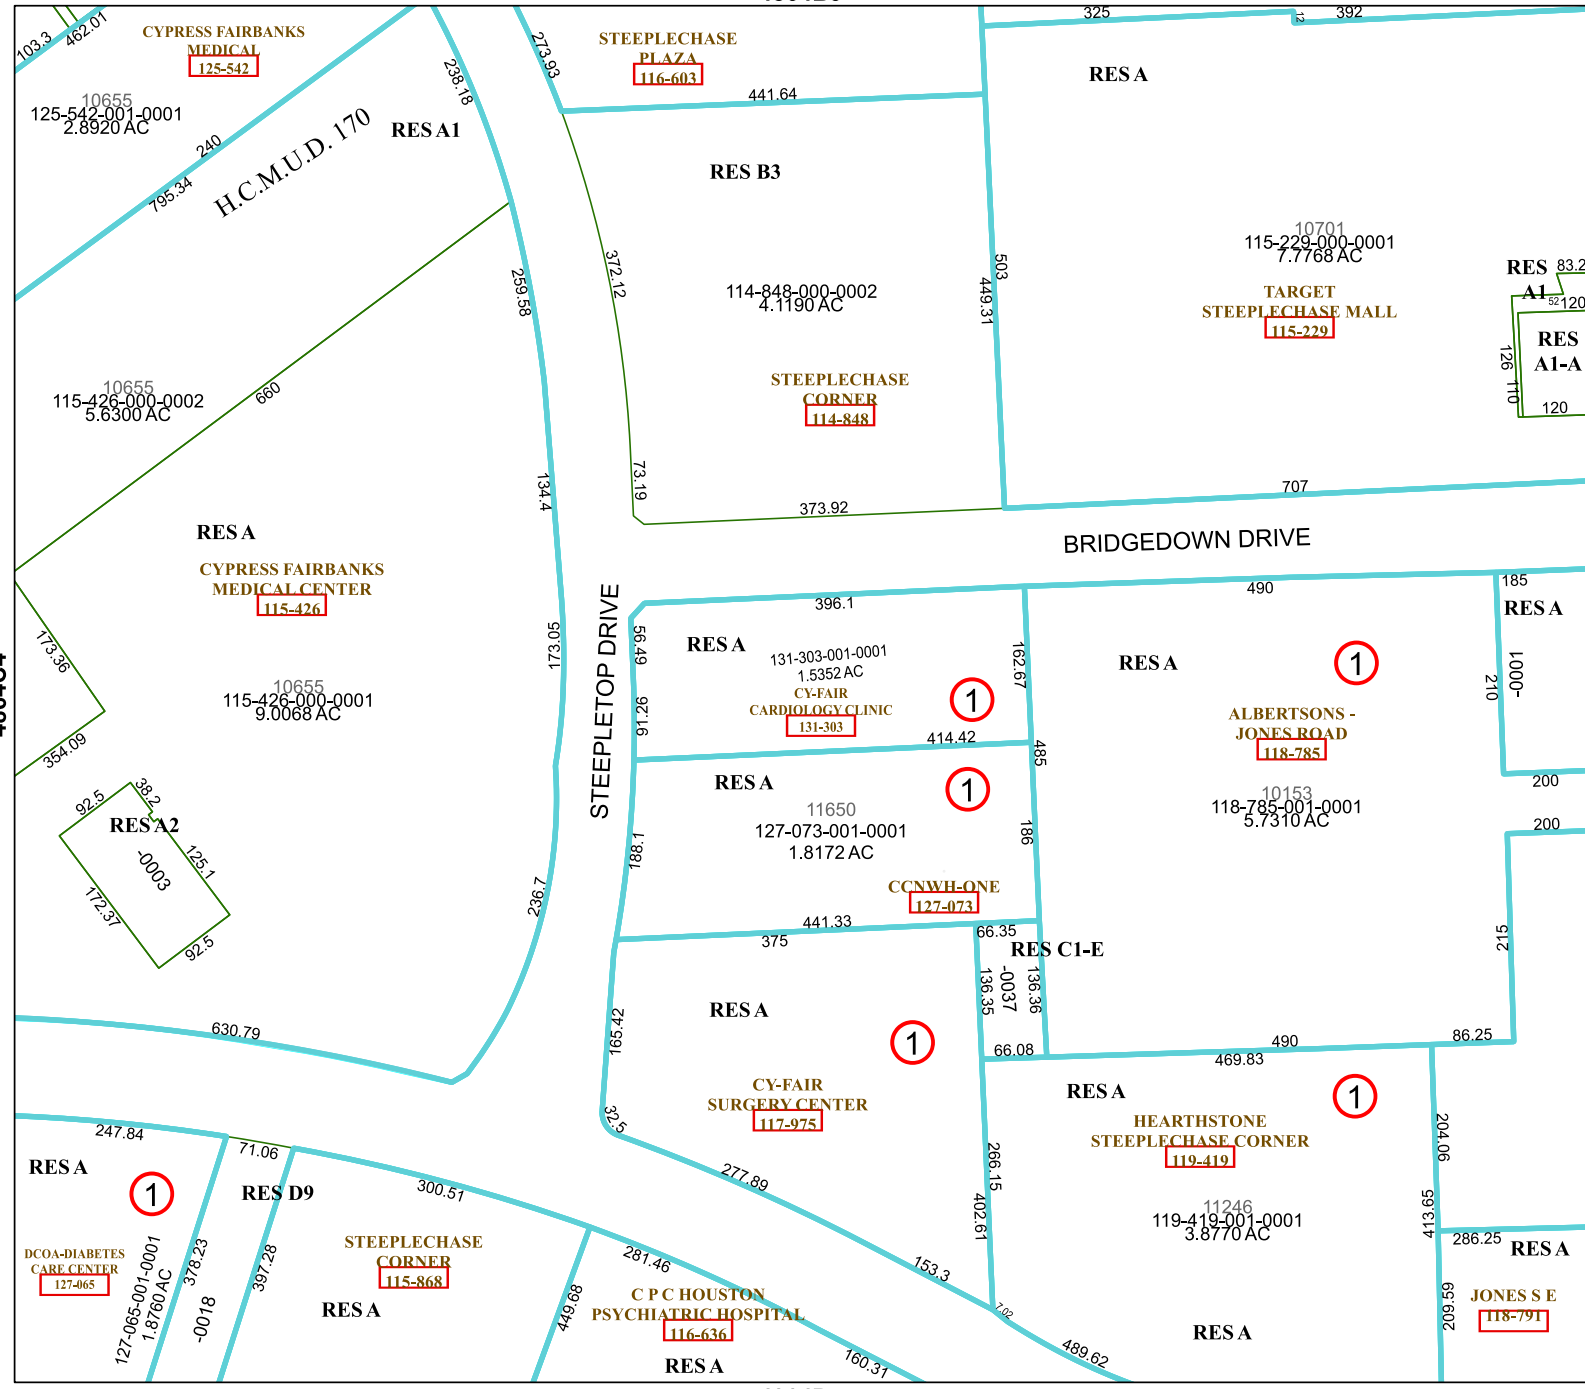 325
12
392
103.3
462.01
CYPRESS FAIRBANKS
MEDICAL
125-542
10655
125-542-001-0001
2.8920 AC
240
795.34
H.C.M.U.D. 170
RES A1
238.18
273.93
STEEPLECHASE
PLAZA
116-603
441.64
RES A
RES B3
372.12
259.58
114-848-000-0002
4.1190 AC
503
449.31
10701
115-229-000-0001
7.7768 AC
TARGET
STEEPLECHASE MALL
115-229
RES
A1
83.2
52
120
RES
A1-A
126
110
120
10655
115-426-000-0002
5.6300 AC
660
STEEPLECHASE
CORNER
114-848
134.4
73.19
373.92
707
BRIDGEDOWN DRIVE
RES A
CYPRESS FAIRBANKS
MEDICAL CENTER
115-426
173.36
354.09
10655
115-426-000-0001
9.0068 AC
173.05
STEEPLETOP DRIVE
396.1
56.49
91.26
RES A
131-303-001-0001
1.5352 AC
CY-FAIR
CARDIOLOGY CLINIC
131-303
1
162.67
414.42
490
185
RES A
RES A
1
-0001
210
ALBERTSONS -
JONES ROAD
118-785
10153
118-785-001-0001
5.7310 AC
485
186
200
200
215
RES A
1
11650
127-073-001-0001
1.8172 AC
CCNWH-ONE
127-073
188.1
441.33
375
66.35
RES C1-E
136.35
-0037
136.36
66.08
92.5
38.2
RES A2
-0003
125.1
172.37
92.5
236.7
630.79
RES A
165.42
1
CY-FAIR
SURGERY CENTER
117-975
32.5
277.89
266.15
402.61
153.3
7.02
489.62
490
469.83
86.25
RES A
1
HEARTHSTONE
STEEPLECHASE CORNER
119-419
11246
119-419-001-0001
3.8770 AC
RES A
204.06
413.65
286.25
RES A
209.59
JONES S E
118-791
247.84
71.06
RES A
1
DCOA-DIABETES
CARE CENTER
127-065
127-065-001-0001
1.8760 AC
378.23
-0018
RES D9
397.28
300.51
STEEPLECHASE
CORNER
115-868
RES A
449.68
281.46
C P C HOUSTON
PSYCHIATRIC HOSPITAL
116-636
RES A
160.31